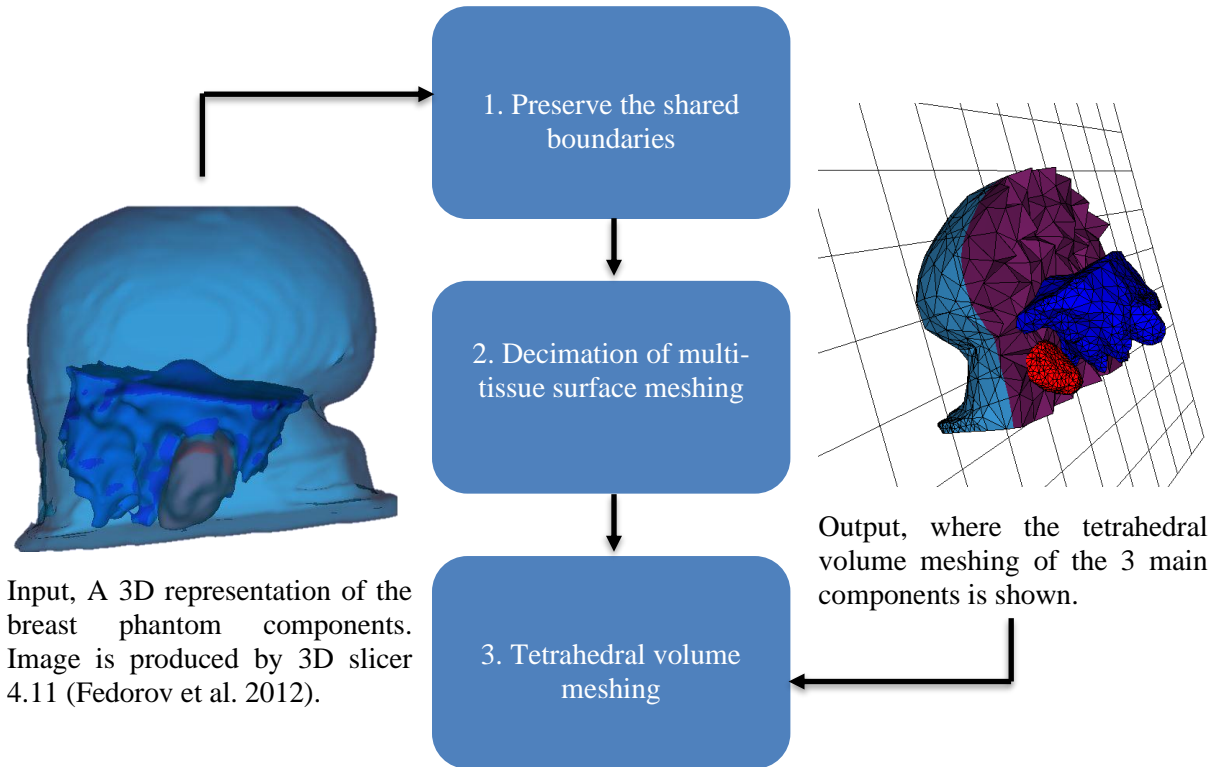 1. Preserve the shared
boundaries
2. Decimation of multi-
tissue surface meshing
3. Tetrahedral volume
meshing
Input, A 3D representation of the
breast phantom components.
Image is produced by 3D slicer
4.11 (Fedorov et al. 2012).
Output, where the tetrahedral
volume meshing of the 3 main
components is shown.